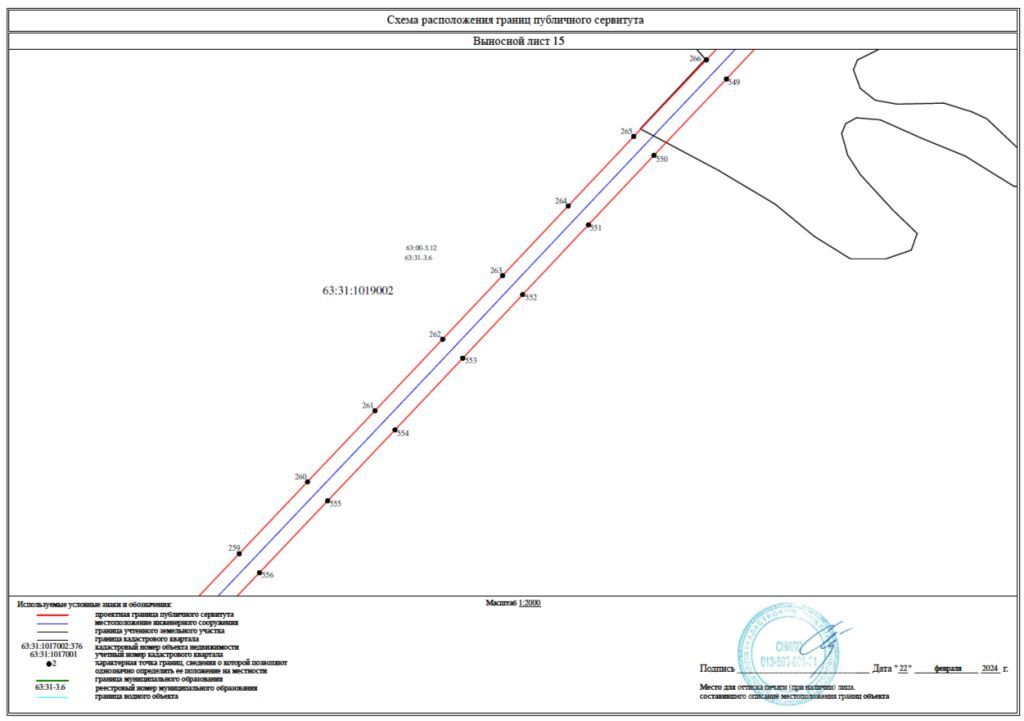 Схема расположения границ публичного сервитута
Выносной лист 15
266
549
265
550
264
551
63:00-3.12
63:31-3.6
263
63:31:1019002
552
262
553
261
554
260
555
259
556
Используемые условные знаки и обозначения:
Масштаб 1:2000
проектная граница публичного сервитута
местоположение инженерного сооружения
граница учтенного земельного участка
граница кадастрового квартала
63:31:1017002:376 кадастровый номер объекта недвижимости
63:31:1017001 учетный номер кадастрового квартала
2 характерная точка границ, сведения о которой позволяют
однозначно определить ее положение на местности
граница муниципального образования
63:31-3.6 реестровый номер муниципального образования
граница водного объекта
Подпись Дата "22" февраля 2024 г.
Место для оттиска печати (при наличии) лица,
составившего описание местоположения границ объекта